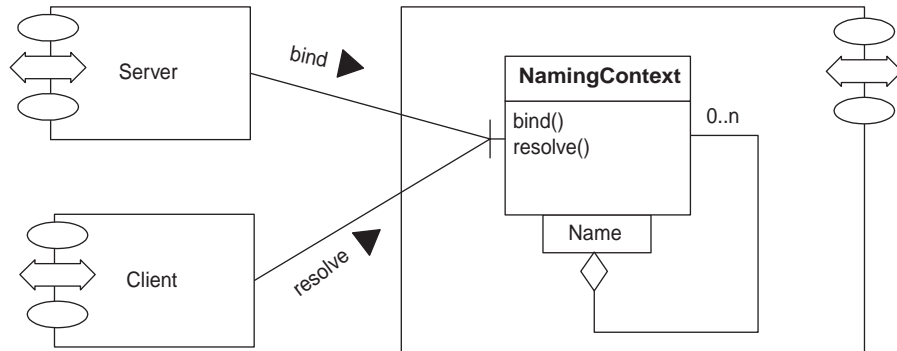 bind
Server
NamingContext
bind()
resolve()
0..n
Name
Client
resolve